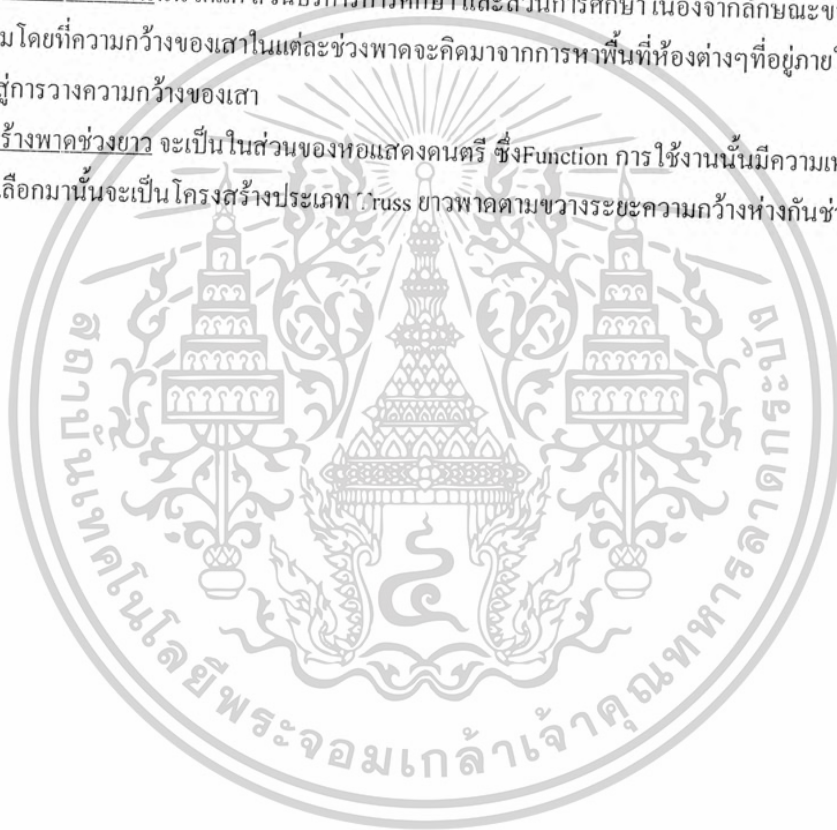 ส่วนบริหารการศึกษา และส่วนการศึกษา เนื่องจากลักษณะ
โดยที่ความกว้างของเสาในแต่ละช่วงพาดจะคิดมาจากการหาพื้นที่ห้องต่างๆที่อยู่ภายใ
สู่การวางความกว้างของเสา
ร้างพาดช่วงยาว จะเป็นในส่วนของหอแสดงดนตรี ซึ่งFunction การใช้งานนั้นมีความเห
เลือกมานั้นจะเป็นโครงสร้างประเภท Truss ยาวพาดตามขวางระยะความกว้างห่างกันช่
สถาบันเทคโนโลยีพระจอมเกล้าเจ้าคุณทหารลาดกระบัง